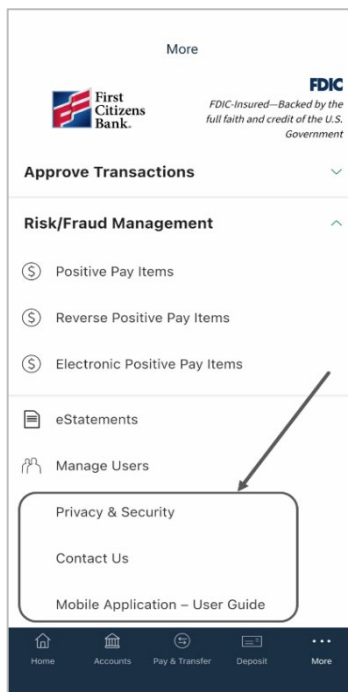 More
First
Citizens
Bank.
FDIC
FDIC-Insured—Backed by the
full faith and credit of the U.S.
Government
Approve Transactions
Risk/Fraud Management
Positive Pay Items
Reverse Positive Pay Items
Electronic Positive Pay Items
eStatements
Manage Users
Privacy & Security
Contact Us
Mobile Application – User Guide
Home Accounts Pay & Transfer Deposit More